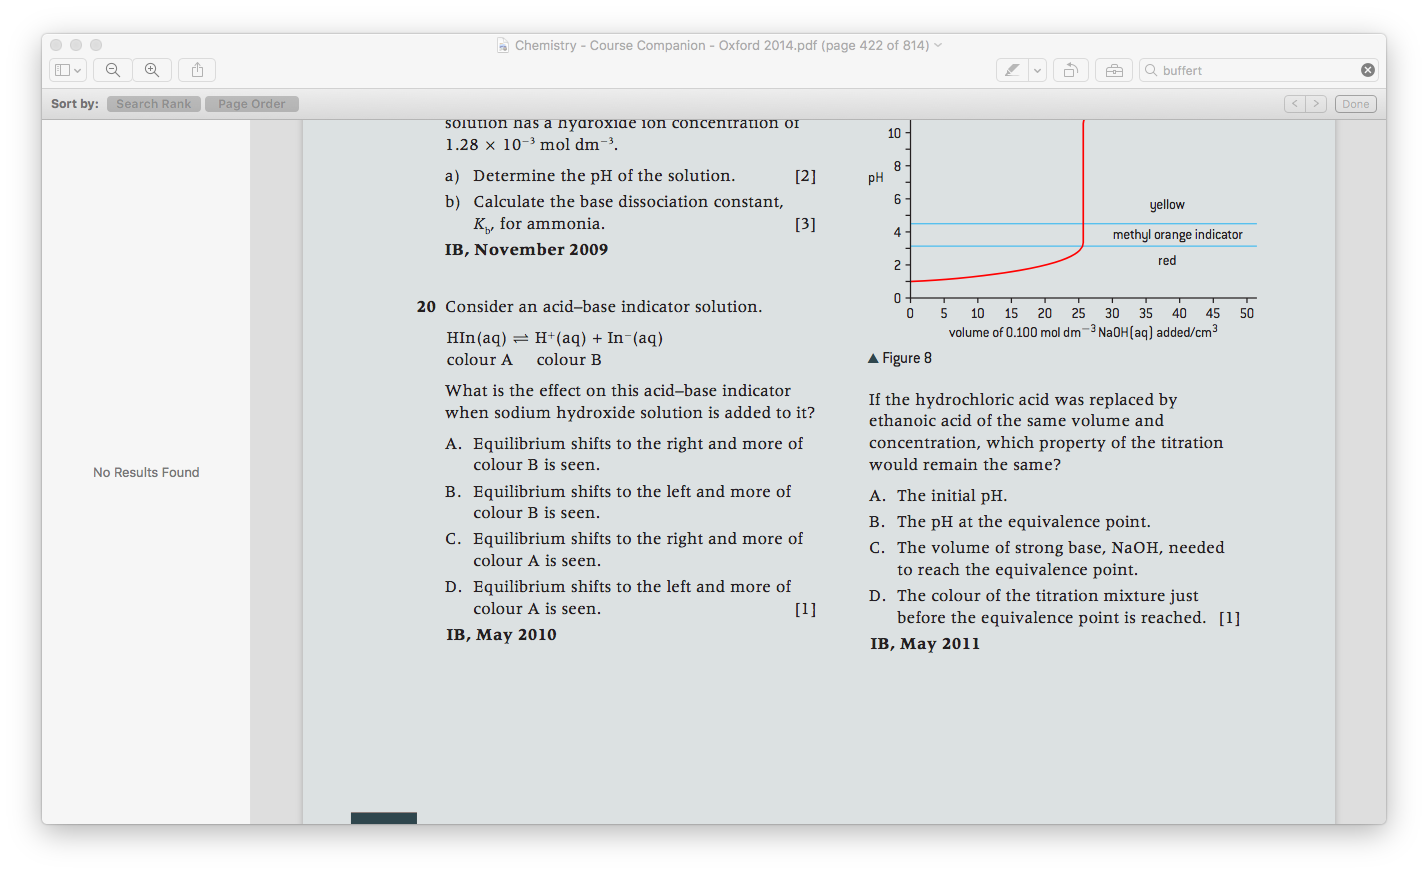 Chemistry - Course Companion - Oxford 2014.pdf (page 422 of 814)
buffert
Sort by: Search Rank Page Order
< > Done
No Results Found
solution has a hydroxide ion concentration of
1.28 × 10⁻³ mol dm⁻³.
a) Determine the pH of the solution. [2]
b) Calculate the base dissociation constant,
K_b, for ammonia. [3]
IB, November 2009
20 Consider an acid–base indicator solution.
HIn(aq) ⇌ H⁺(aq) + In⁻(aq)
colour A colour B
What is the effect on this acid–base indicator
when sodium hydroxide solution is added to it?
A. Equilibrium shifts to the right and more of
colour B is seen.
B. Equilibrium shifts to the left and more of
colour B is seen.
C. Equilibrium shifts to the right and more of
colour A is seen.
D. Equilibrium shifts to the left and more of
colour A is seen. [1]
IB, May 2010
10
8
pH
6
4
2
0
yellow
methyl orange indicator
red
0 5 10 15 20 25 30 35 40 45 50
volume of 0.100 mol dm⁻³ NaOH(aq) added/cm³
▲ Figure 8
If the hydrochloric acid was replaced by
ethanoic acid of the same volume and
concentration, which property of the titration
would remain the same?
A. The initial pH.
B. The pH at the equivalence point.
C. The volume of strong base, NaOH, needed
to reach the equivalence point.
D. The colour of the titration mixture just
before the equivalence point is reached. [1]
IB, May 2011